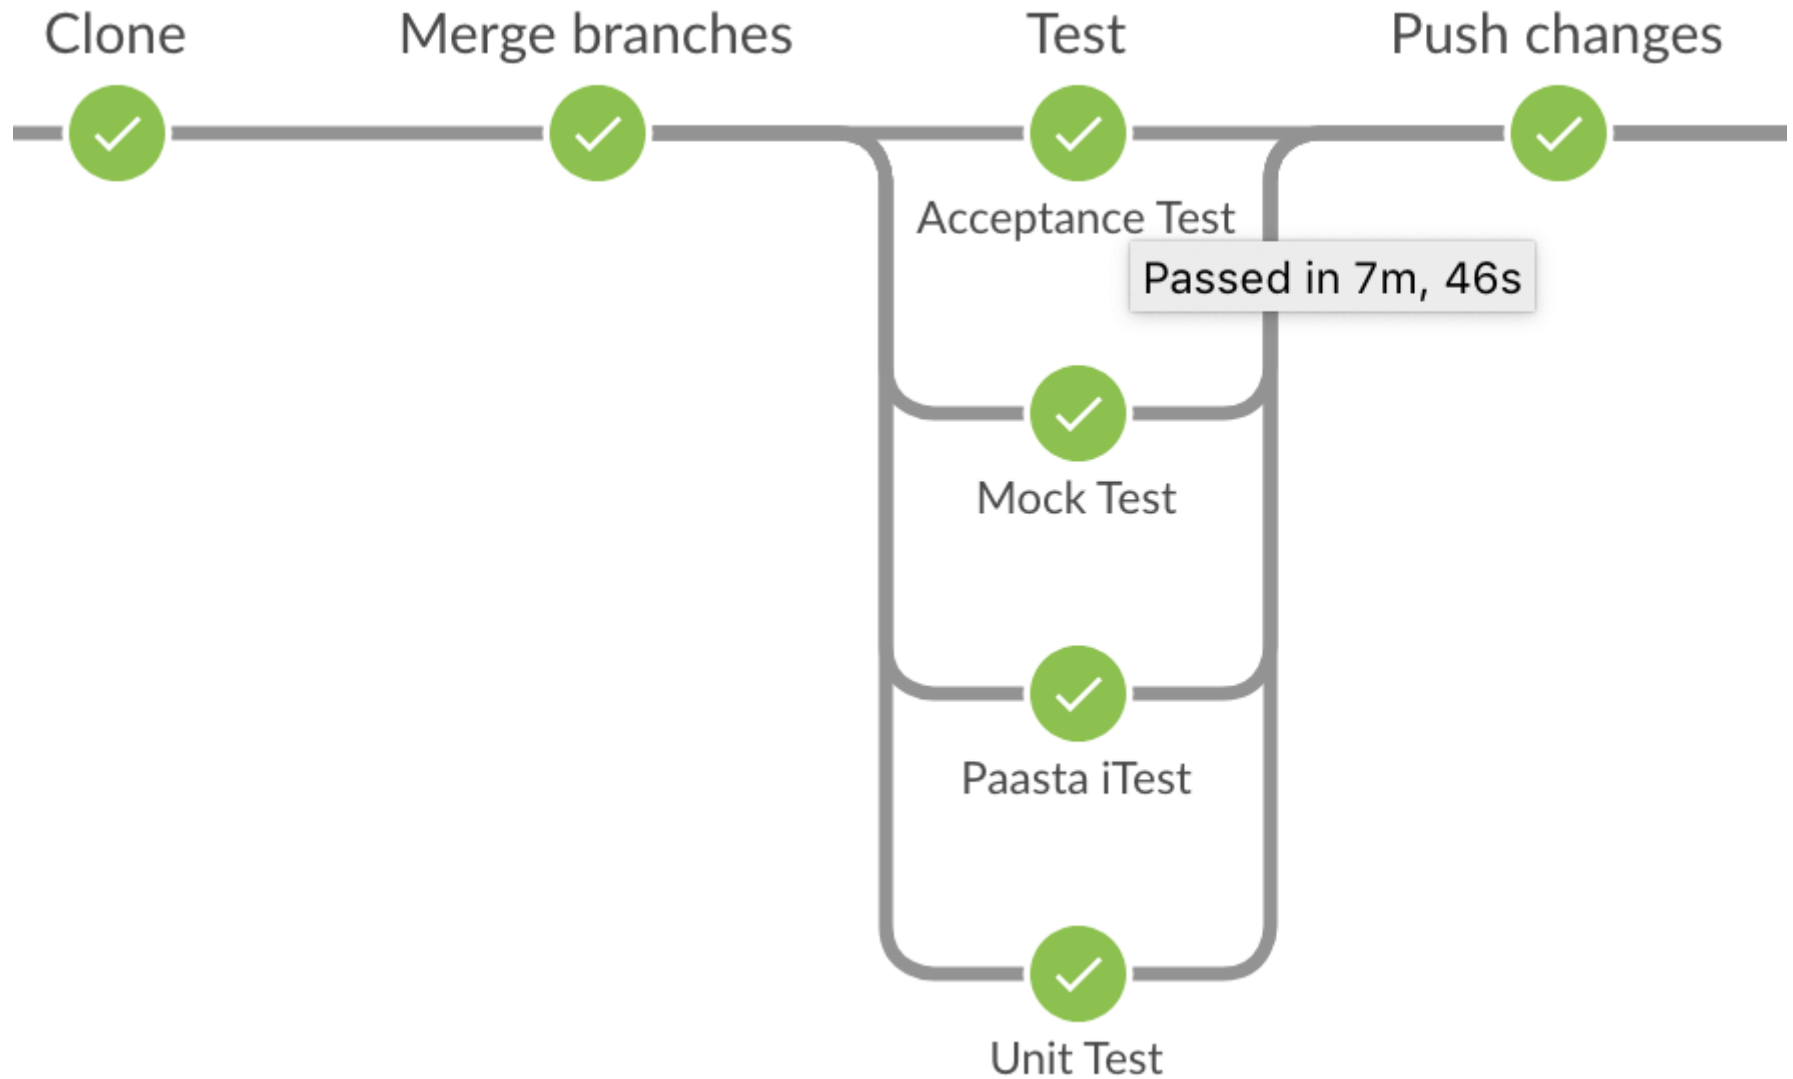 Clone
Merge branches
Test
Push changes
Acceptance Test
Passed in 7m, 46s
Mock Test
Paasta iTest
Unit Test